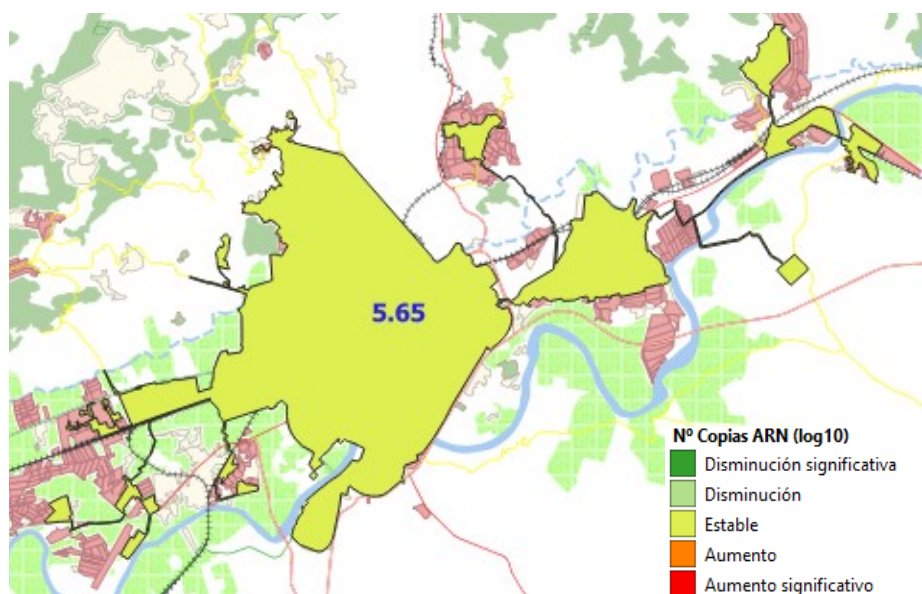 5.65
Nº Copias ARN (log10)
Disminución significativa
Disminución
Estable
Aumento
Aumento significativo